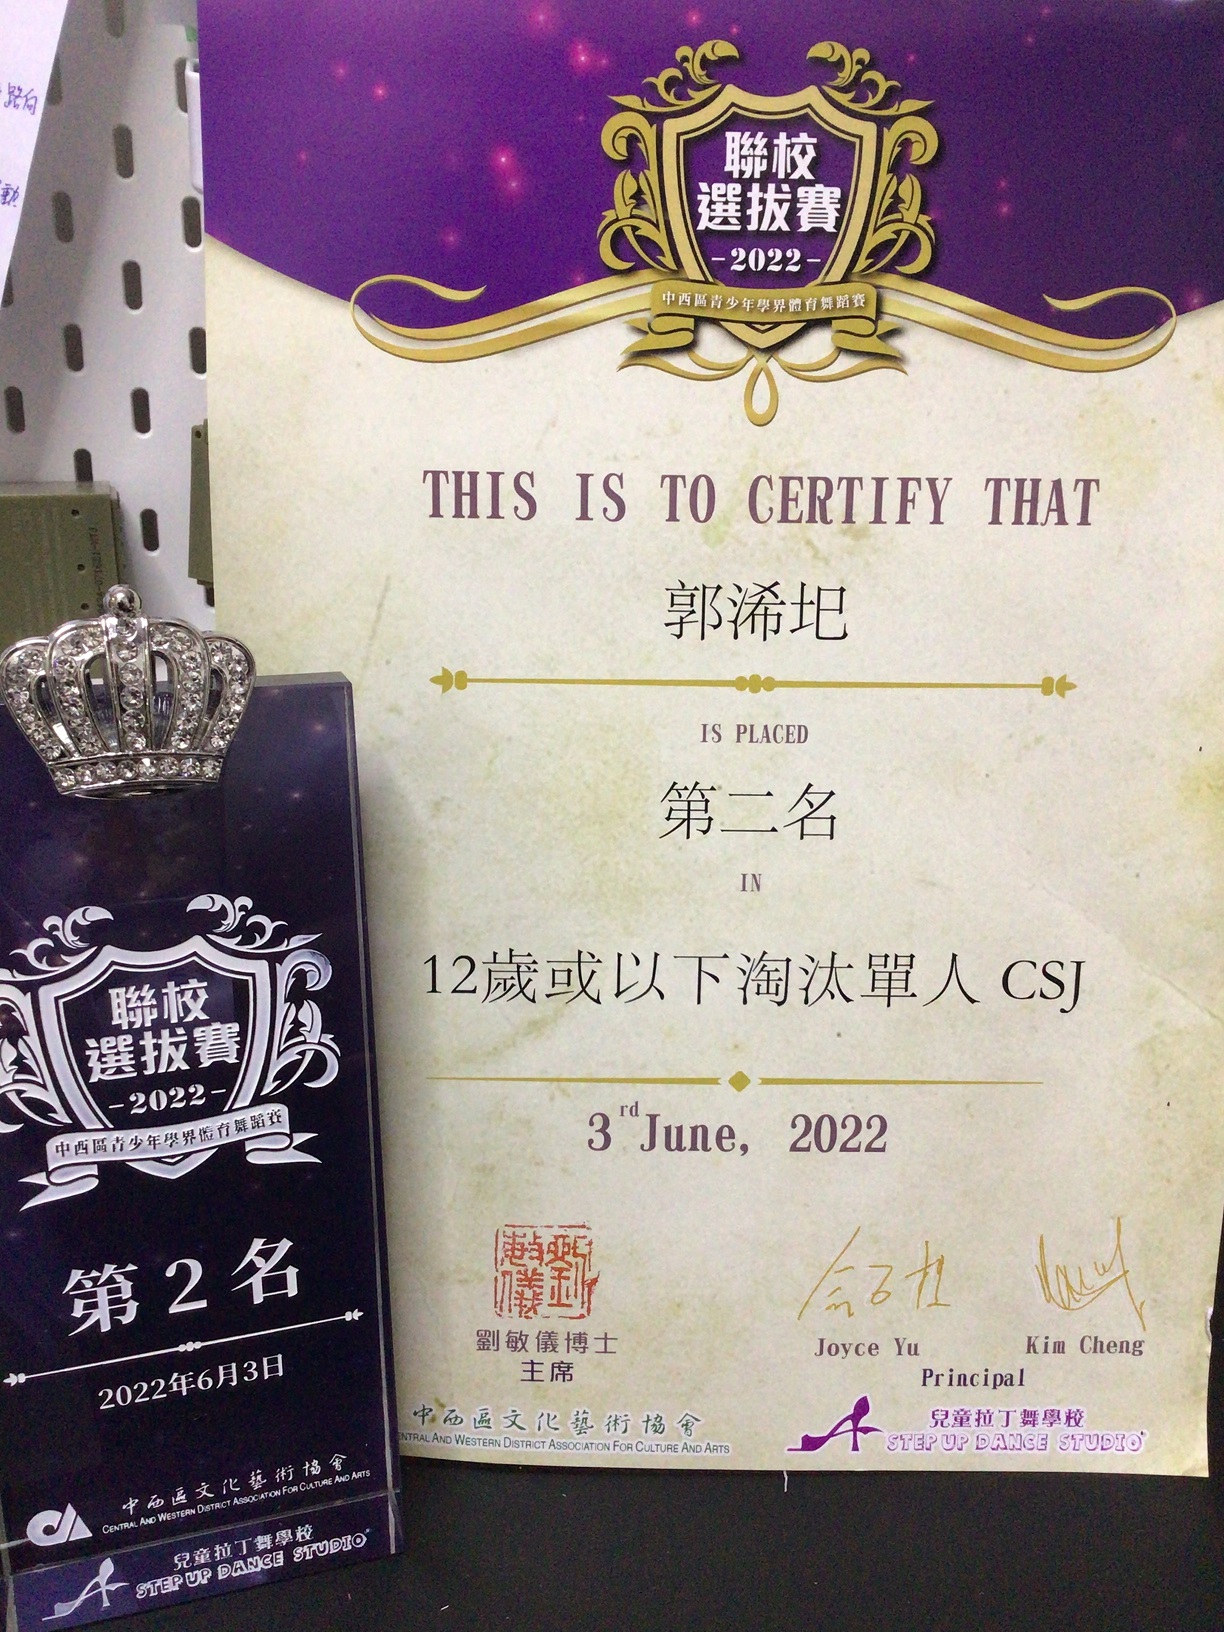 路向
動
聯校
選拔賽
-2022-
中西區青少年學界體育舞蹈賽
THIS IS TO CERTIFY THAT
郭浠圯
IS PLACED
第二名
IN
12歲或以下淘汰單人 CSJ
3rd June, 2022
劉敏儀
劉敏儀博士
主席
Joyce Yu
Kim Cheng
Principal
中西區文化藝術協會
ENTRAL AND WESTERN DISTRICT ASSOCIATION FOR CULTURE AND ARTS
兒童拉丁舞學校
STEP UP DANCE STUDIO
聯校
選拔賽
-2022-
中西區青少年學界體育舞蹈賽
第2名
2022年6月3日
中西區文化藝術協會
CENTRAL AND WESTERN DISTRICT ASSOCIATION FOR CULTURE AND ARTS
兒童拉丁舞學校
STEP UP DANCE STUDIO